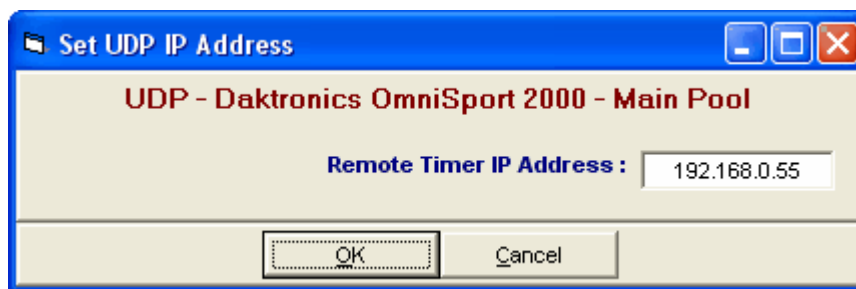 Set UDP IP Address
UDP - Daktronics OmniSport 2000 - Main Pool
Remote Timer IP Address : 192.168.0.55
OK Cancel